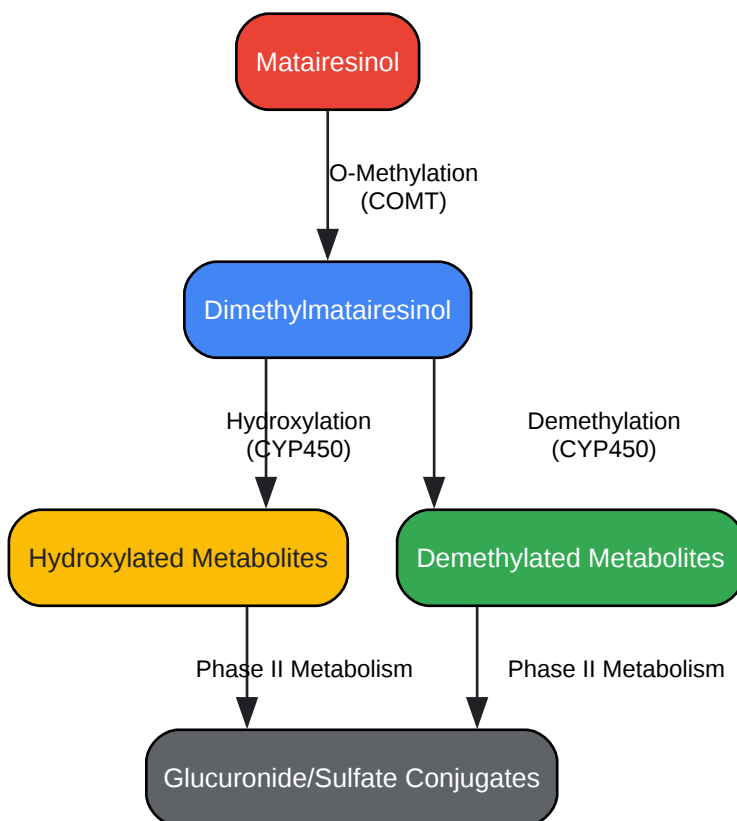 Matairesinol
O-Methylation
(COMT)
Dimethylmatairesinol
Hydroxylation
(CYP450)
Demethylation
(CYP450)
Hydroxylated Metabolites
Demethylated Metabolites
Phase II Metabolism
Phase II Metabolism
Glucuronide/Sulfate Conjugates